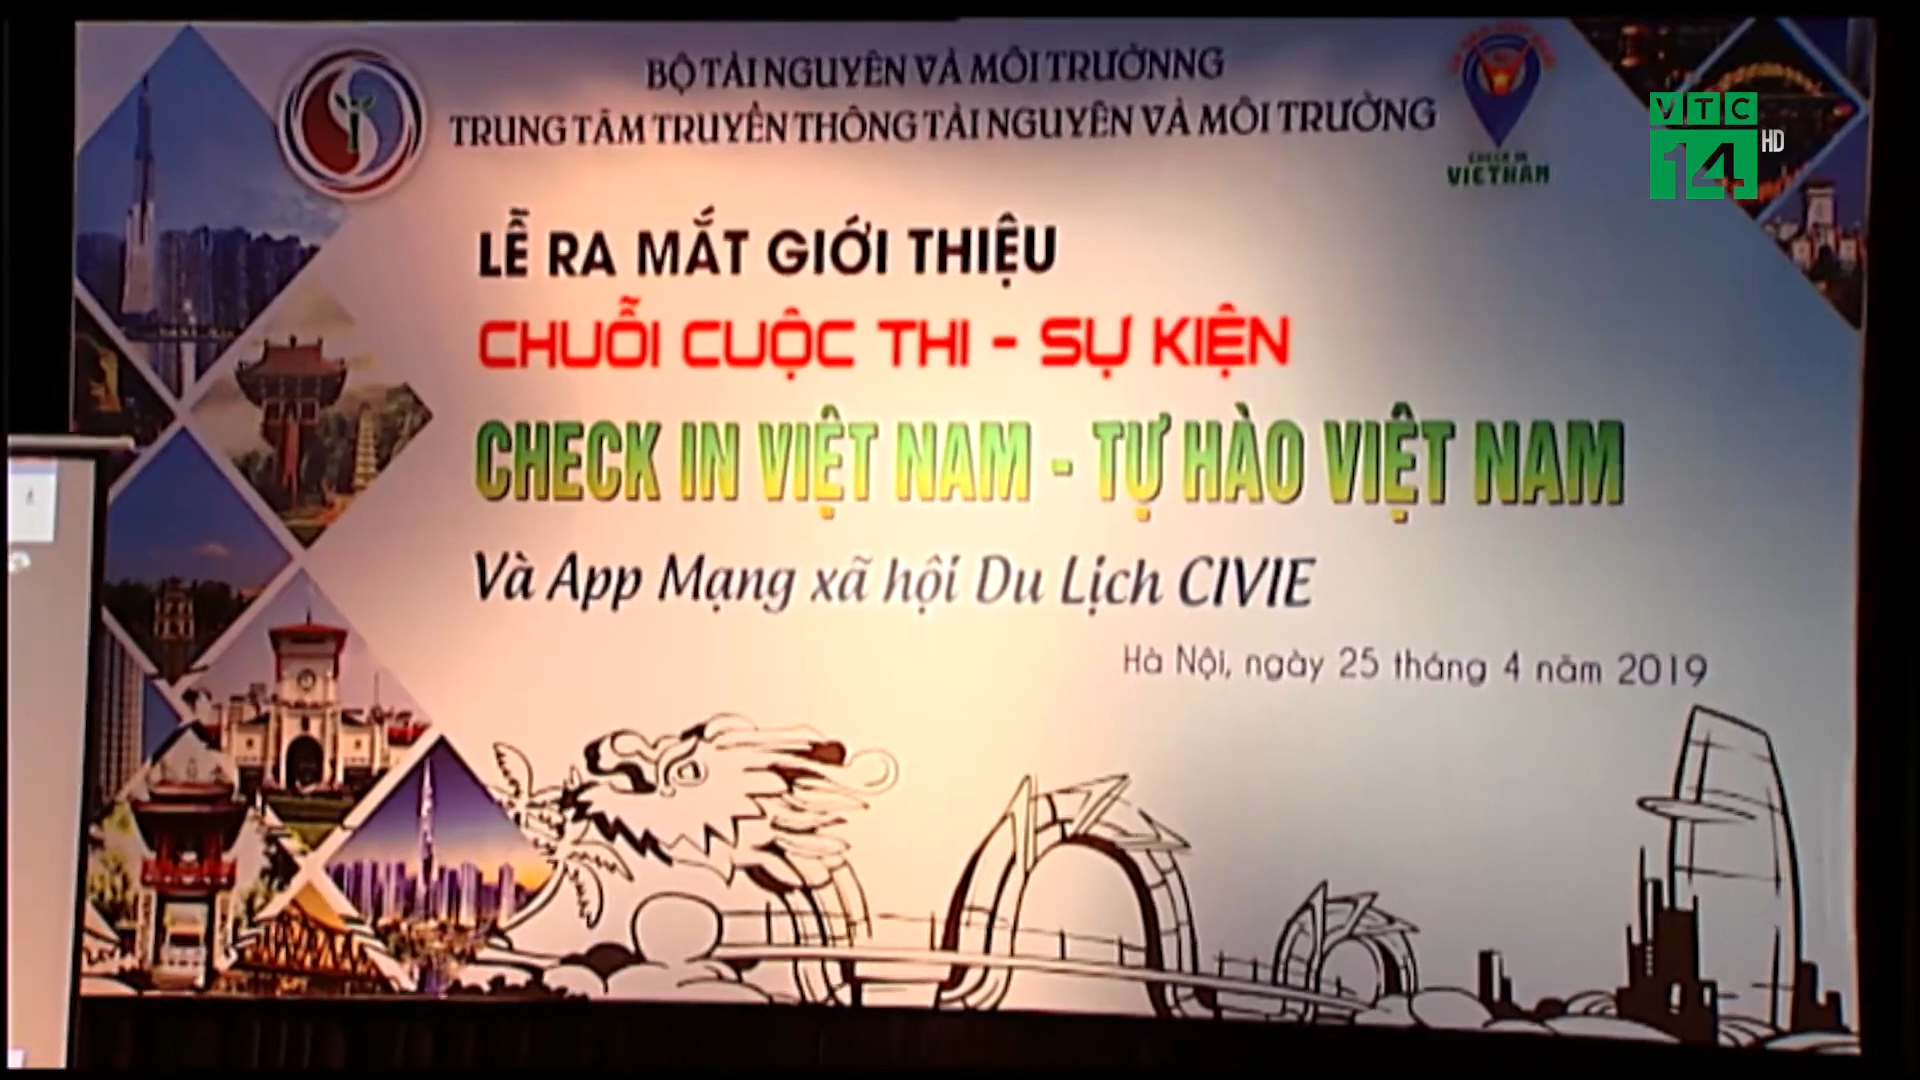 BỘ TÀI NGUYÊN VÀ MÔI TRƯỜNNG
TRUNG TÂM TRUYỀN THÔNG TÀI NGUYÊN VÀ MÔI TRƯỜNG
CHECK IN
VIETNAM
VTC
14 HD
LỄ RA MẮT GIỚI THIỆU
CHUỖI CUỘC THI - SỰ KIỆN
CHECK IN VIỆT NAM - TỰ HÀO VIỆT NAM
Và App Mạng xã hội Du Lịch CIVIE
Hà Nội, ngày 25 tháng 4 năm 2019